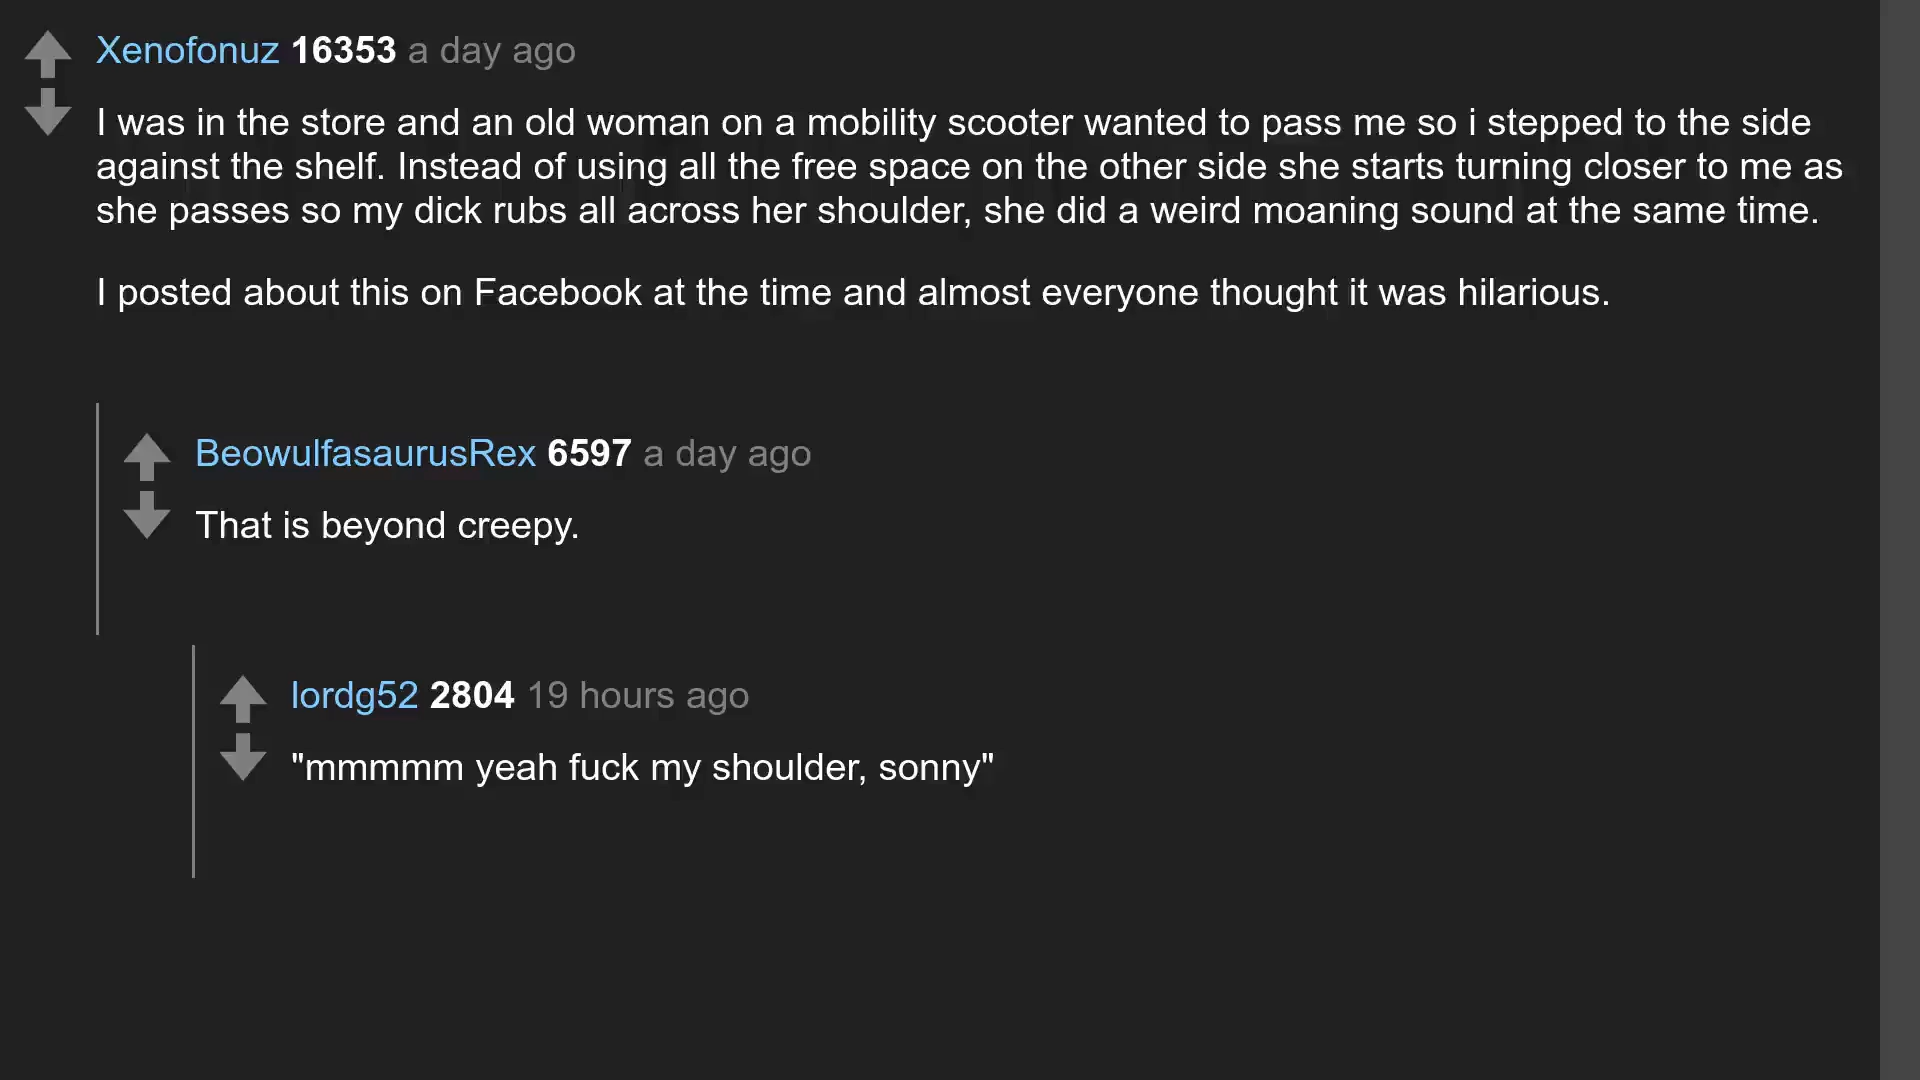 Xenofonuz 16353 a day ago
I was in the store and an old woman on a mobility scooter wanted to pass me so i stepped to the side
against the shelf. Instead of using all the free space on the other side she starts turning closer to me as
she passes so my dick rubs all across her shoulder, she did a weird moaning sound at the same time.
I posted about this on Facebook at the time and almost everyone thought it was hilarious.
BeowulfasaurusRex 6597 a day ago
That is beyond creepy.
lordg52 2804 19 hours ago
"mmmmm yeah fuck my shoulder, sonny"